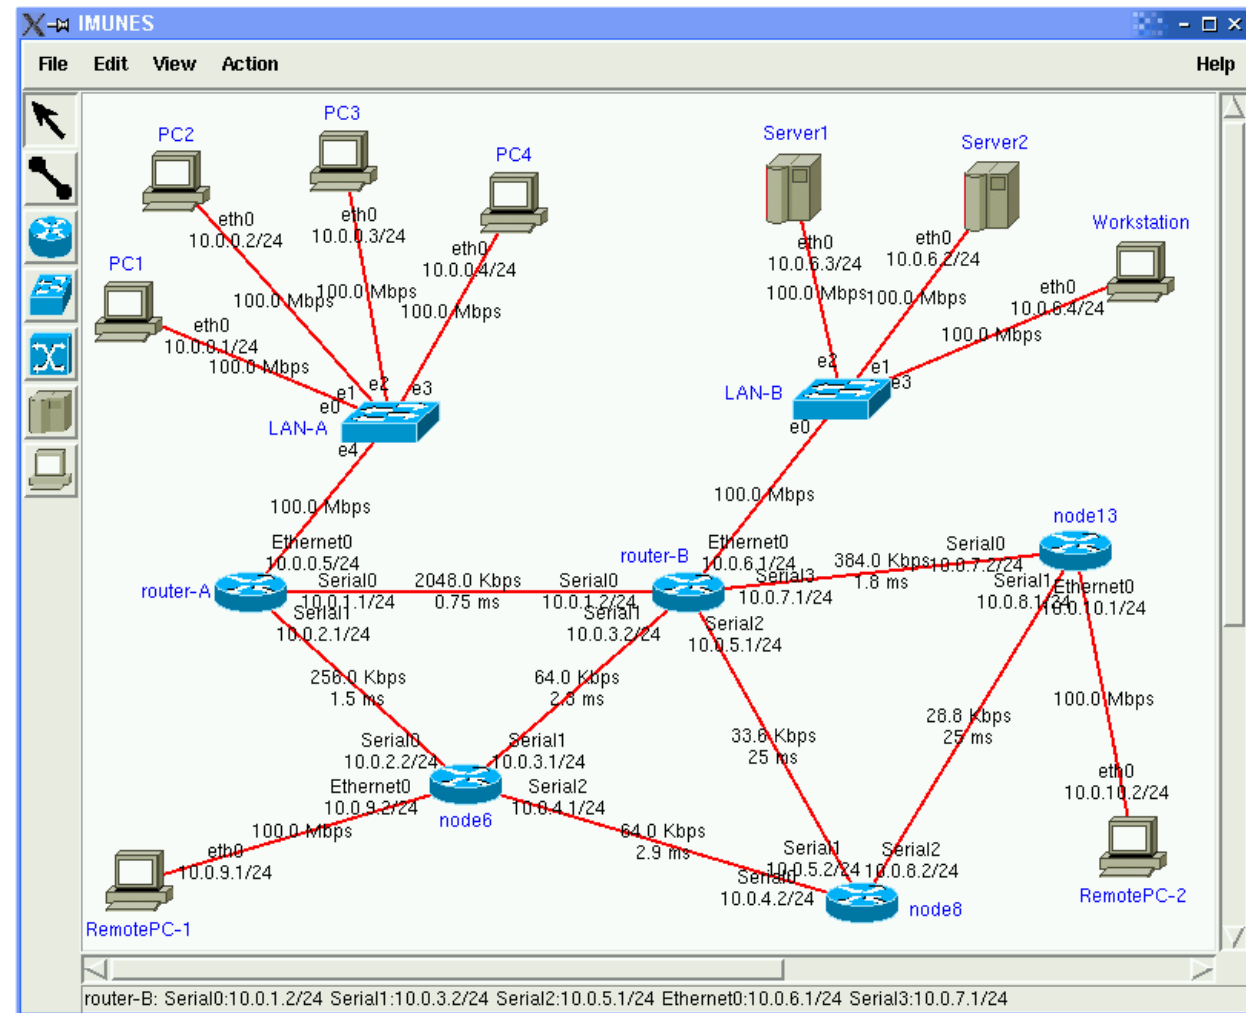 IMUNES
File Edit View Action Help
PC3
PC2
PC4
Server1
Server2
Workstation
PC1
eth0
10.0.0.2/24
eth0
10.0.0.3/24
eth0
10.0.0.4/24
eth0
10.0.6.3/24
eth0
10.0.6.2/24
eth0
10.0.6.4/24
eth0
10.0.0.1/24
100.0 Mbps
100.0 Mbps
100.0 Mbps
100.0 Mbps
100.0 Mbps
100.0 Mbps
100.0 Mbps
e0
e1
e2
e3
LAN-A
e4
e2
e1
e3
LAN-B
e0
100.0 Mbps
100.0 Mbps
node13
Ethernet0
10.0.0.5/24
router-A
Serial0
10.0.1.1/24
Serial1
10.0.2.1/24
2048.0 Kbps
0.75 ms
router-B
Ethernet0
10.0.6.1/24
Serial0
10.0.1.2/24
Serial1
10.0.3.2/24
Serial3
10.0.7.1/24
Serial2
10.0.5.1/24
384.0 Kbps
1.8 ms
Serial0
10.0.7.2/24
Serial1
10.0.8.1/24
Ethernet0
10.0.10.1/24
256.0 Kbps
1.5 ms
64.0 Kbps
2.3 ms
33.6 Kbps
25 ms
28.8 Kbps
25 ms
100.0 Mbps
Serial0
10.0.2.2/24
Serial1
10.0.3.1/24
Ethernet0
10.0.9.2/24
Serial2
10.0.4.1/24
node6
eth0
10.0.10.2/24
100.0 Mbps
64.0 Kbps
2.9 ms
eth0
10.0.9.1/24
Serial1
10.0.5.2/24
Serial2
10.0.8.2/24
Serial0
10.0.4.2/24
node8
RemotePC-2
RemotePC-1
router-B: Serial0:10.0.1.2/24 Serial1:10.0.3.2/24 Serial2:10.0.5.1/24 Ethernet0:10.0.6.1/24 Serial3:10.0.7.1/24